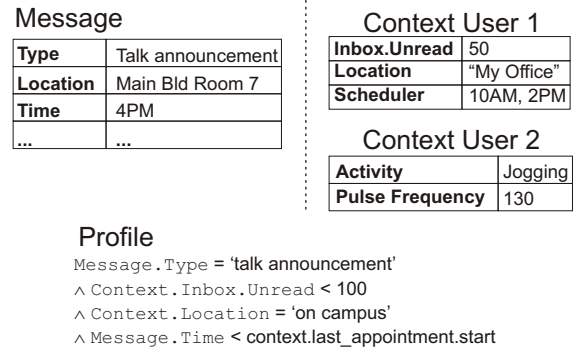 Message
Type Talk announcement
Location Main Bld Room 7
Time 4PM
... ...
Context User 1
Inbox.Unread 50
Location “My Office”
Scheduler 10AM, 2PM
Context User 2
Activity Jogging
Pulse Frequency 130
Profile
Message.Type = ‘talk announcement’
∧ Context.Inbox.Unread < 100
∧ Context.Location = ‘on campus’
∧ Message.Time < context.last_appointment.start